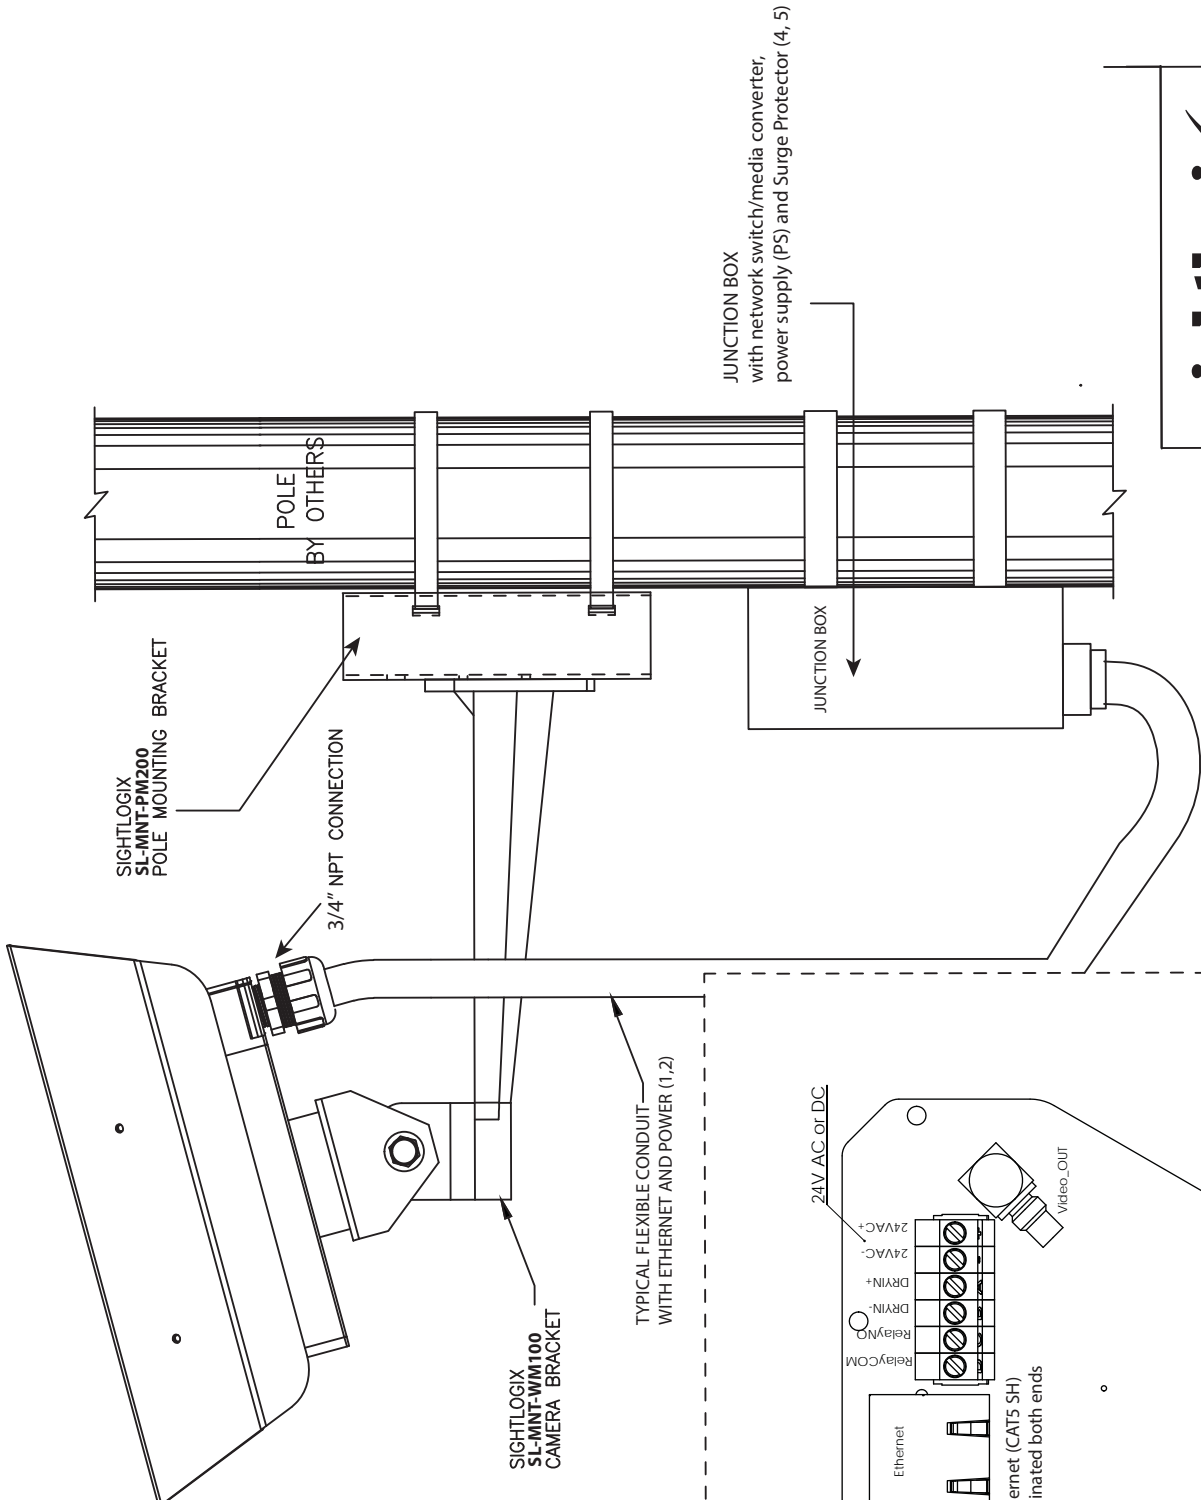 SIGHTLOGIX
SL-MNT-PM200
POLE MOUNTING BRACKET
3/4" NPT CONNECTION
POLE
BY OTHERS
JUNCTION BOX
with network switch/media converter,
power supply (PS) and Surge Protector (4, 5)
JUNCTION BOX
SIGHTLOGIX
SL-MNT-WM100
CAMERA BRACKET
TYPICAL FLEXIBLE CONDUIT
WITH ETHERNET AND POWER (1,2)
24V AC or DC
24VAC+
24VAC-
DRYIN+
DRYIN-
RelayNO
RelayCOM
Video_OUT
Ethernet
ernet (CAT5 SH)
inated both ends